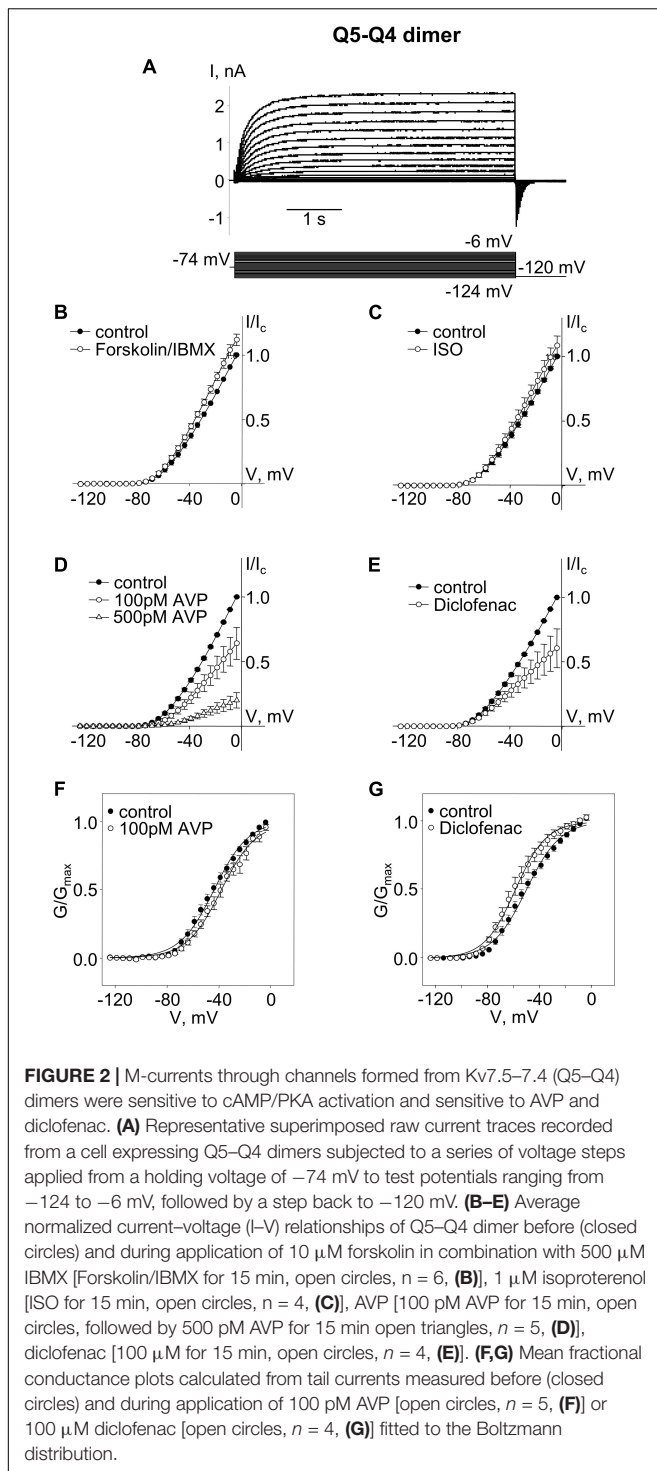 Q5-Q4 dimer
A
I, nA
2
1
0
-1
1 s
-6 mV
-74 mV
-120 mV
-124 mV
B
control
Forskolin/IBMX
I/Ic
1.0
0.5
V, mV
-120 -80 -40 0
C
control
ISO
I/Ic
1.0
0.5
V, mV
-120 -80 -40 0
D
control
100pM AVP
500pM AVP
I/Ic
1.0
0.5
V, mV
-120 -80 -40 0
E
control
Diclofenac
I/Ic
1.0
0.5
V, mV
-120 -80 -40 0
F
control
100pM AVP
1.0
0.5
0.0
G/Gmax
-120 -80 -40 0
V, mV
G
control
Diclofenac
1.0
0.5
0.0
G/Gmax
-120 -80 -40 0
V, mV
FIGURE 2 | M-currents through channels formed from Kv7.5–7.4 (Q5–Q4)
dimers were sensitive to cAMP/PKA activation and sensitive to AVP and
diclofenac. (A) Representative superimposed raw current traces recorded
from a cell expressing Q5–Q4 dimers subjected to a series of voltage steps
applied from a holding voltage of −74 mV to test potentials ranging from
−124 to −6 mV, followed by a step back to −120 mV. (B–E) Average
normalized current–voltage (I–V) relationships of Q5–Q4 dimer before (closed
circles) and during application of 10 μM forskolin in combination with 500 μM
IBMX [Forskolin/IBMX for 15 min, open circles, n = 6, (B)], 1 μM isoproterenol
[ISO for 15 min, open circles, n = 4, (C)], AVP [100 pM AVP for 15 min, open
circles, followed by 500 pM AVP for 15 min open triangles, n = 5, (D)],
diclofenac [100 μM for 15 min, open circles, n = 4, (E)]. (F,G) Mean fractional
conductance plots calculated from tail currents measured before (closed
circles) and during application of 100 pM AVP [open circles, n = 5, (F)] or
100 μM diclofenac [open circles, n = 4, (G)] fitted to the Boltzmann
distribution.